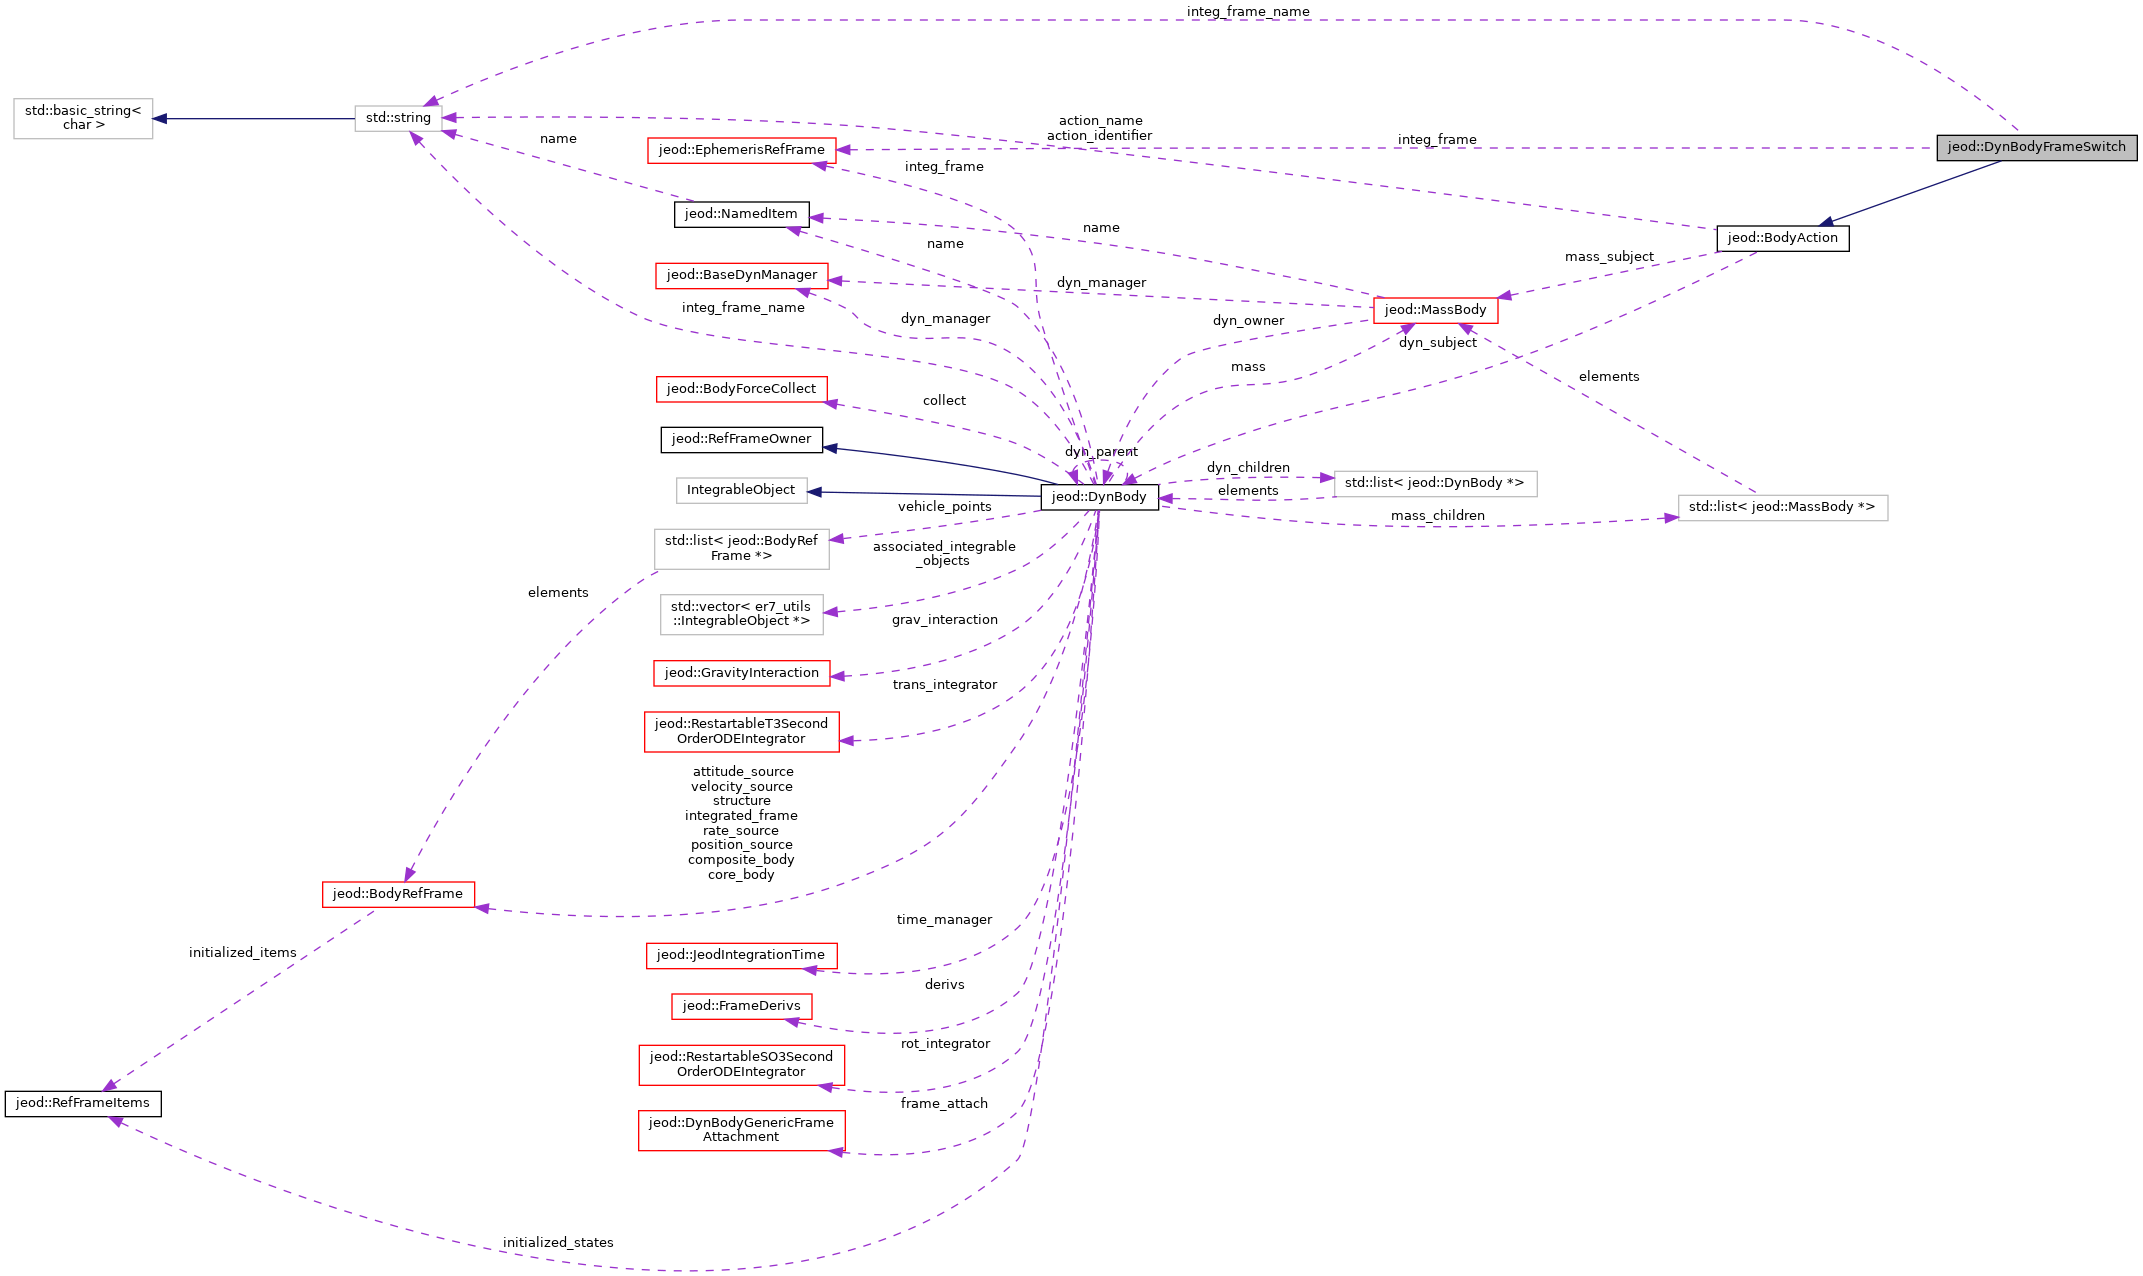 integ_frame_name
std::basic_string<
char >
std::string
action_name
action_identifier
name
jeod::EphemerisRefFrame
integ_frame
jeod::DynBodyFrameSwitch
integ_frame
jeod::NamedItem
name
jeod::BodyAction
name
mass_subject
jeod::BaseDynManager
dyn_manager
integ_frame_name
dyn_manager
dyn_owner
jeod::MassBody
dyn_subject
mass
elements
jeod::BodyForceCollect
collect
jeod::RefFrameOwner
dyn_parent
dyn_children
IntegrableObject
jeod::DynBody
elements
std::list< jeod::DynBody *>
vehicle_points
mass_children
std::list< jeod::MassBody *>
std::list< jeod::BodyRef
Frame *>
associated_integrable
_objects
elements
std::vector< er7_utils
::IntegrableObject *>
grav_interaction
jeod::GravityInteraction
trans_integrator
jeod::RestartableT3Second
OrderODEIntegrator
attitude_source
velocity_source
structure
integrated_frame
rate_source
position_source
composite_body
core_body
jeod::BodyRefFrame
time_manager
initialized_items
jeod::JeodIntegrationTime
derivs
jeod::FrameDerivs
rot_integrator
jeod::RestartableSO3Second
OrderODEIntegrator
jeod::RefFrameItems
frame_attach
jeod::DynBodyGenericFrame
Attachment
initialized_states